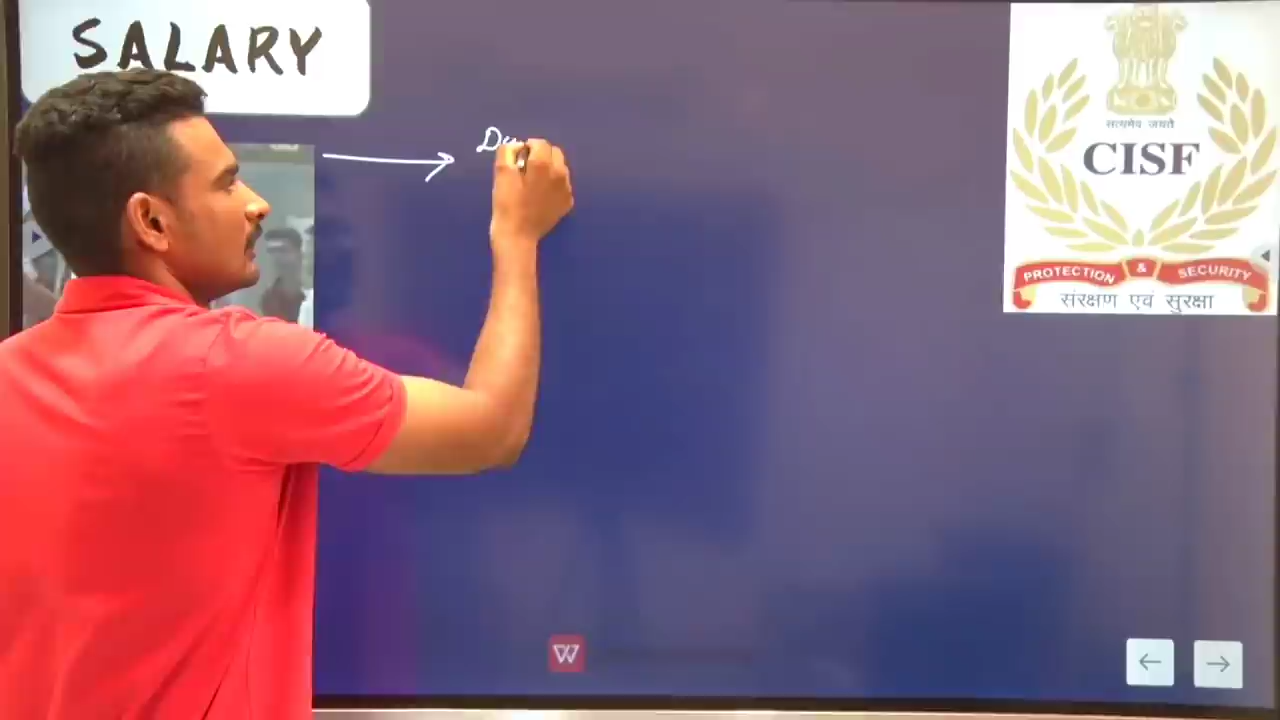 SALARY
सत्यमेव जयते
CISF
PROTECTION & SECURITY
संरक्षण एवं सुरक्षा
W